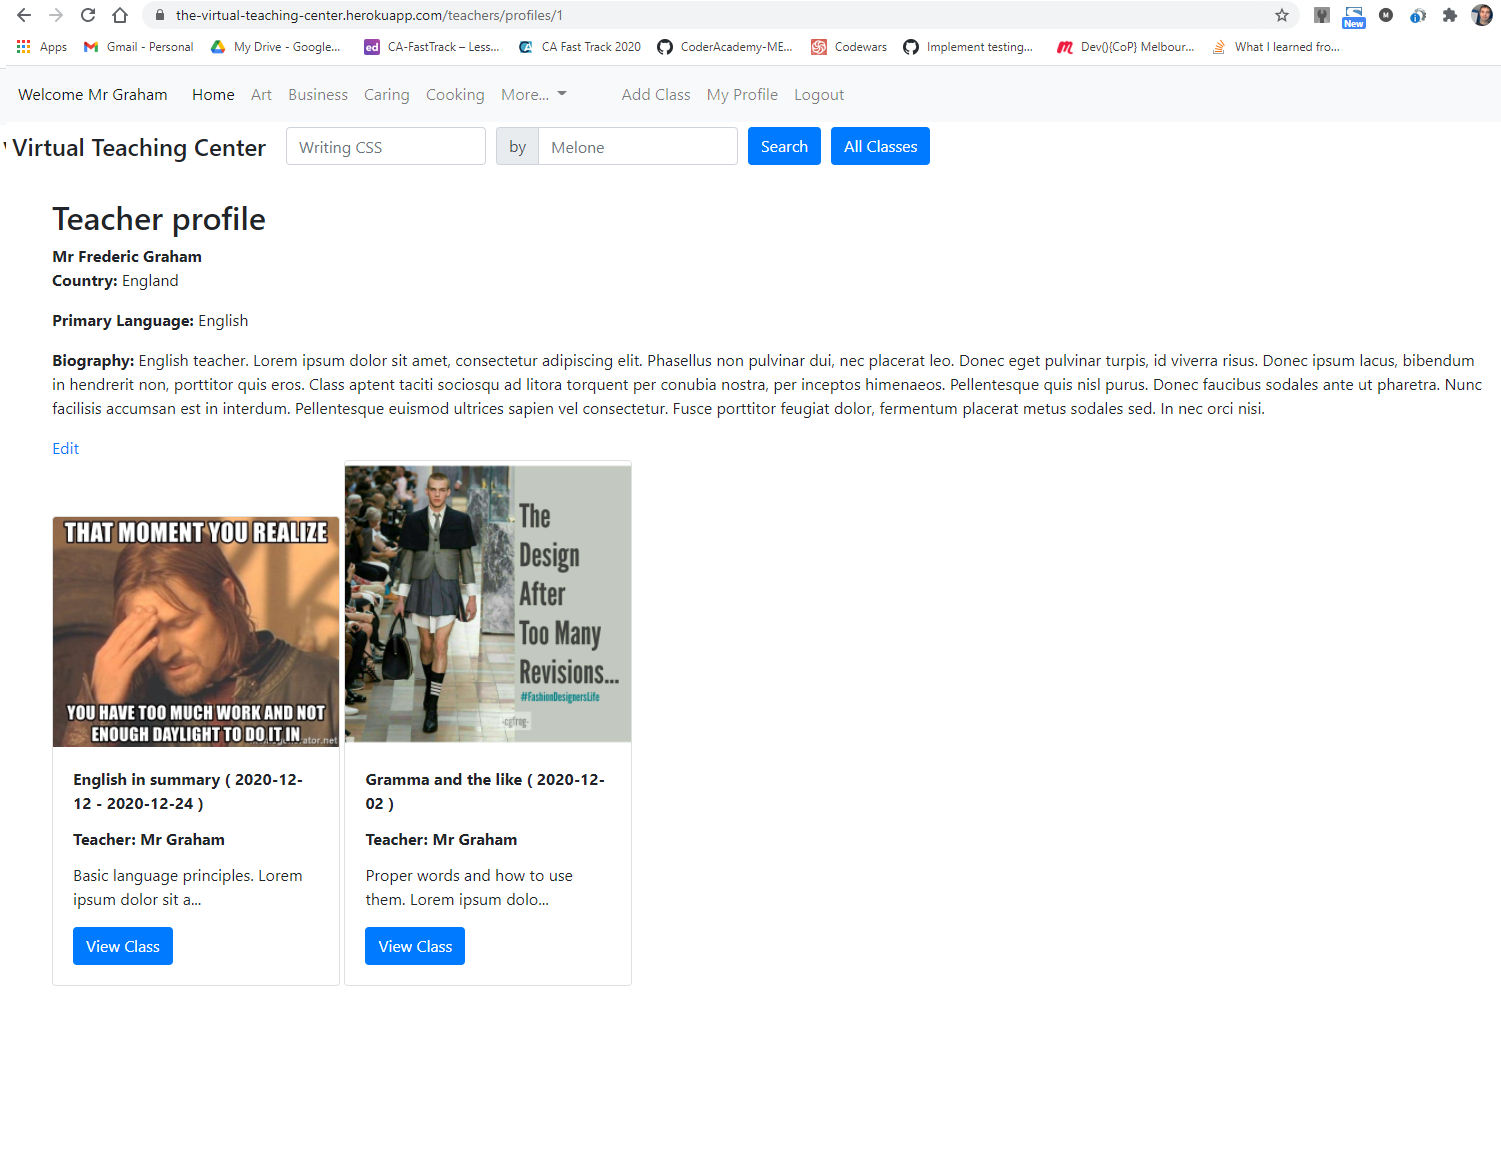 the-virtual-teaching-center.herokuapp.com/teachers/profiles/1
New
Apps Gmail - Personal My Drive - Google... ed CA-FastTrack – Less... CA Fast Track 2020 CoderAcademy-ME... Codewars Implement testing... Dev(){CoP} Melbour... What I learned fro...
Welcome Mr Graham Home Art Business Caring Cooking More... Add Class My Profile Logout
Virtual Teaching Center Writing CSS by Melone Search All Classes
Teacher profile
Mr Frederic Graham
Country: England
Primary Language: English
Biography: English teacher. Lorem ipsum dolor sit amet, consectetur adipiscing elit. Phasellus non pulvinar dui, nec placerat leo. Donec eget pulvinar turpis, id viverra risus. Donec ipsum lacus, bibendum
in hendrerit non, porttitor quis eros. Class aptent taciti sociosqu ad litora torquent per conubia nostra, per inceptos himenaeos. Pellentesque quis nisl purus. Donec faucibus sodales ante ut pharetra. Nunc
facilisis accumsan est in interdum. Pellentesque euismod ultrices sapien vel consectetur. Fusce porttitor feugiat dolor, fermentum placerat metus sodales sed. In nec orci nisi.
Edit
THAT MOMENT YOU REALIZE
YOU HAVE TOO MUCH WORK AND NOT
ENOUGH DAYLIGHT TO DO IT IN
English in summary ( 2020-12-
12 - 2020-12-24 )
Teacher: Mr Graham
Basic language principles. Lorem
ipsum dolor sit a...
View Class
The
Design
After
Too Many
Revisions...
#FashionDesignersLife
-cgfrog-
Gramma and the like ( 2020-12-
02 )
Teacher: Mr Graham
Proper words and how to use
them. Lorem ipsum dolo...
View Class